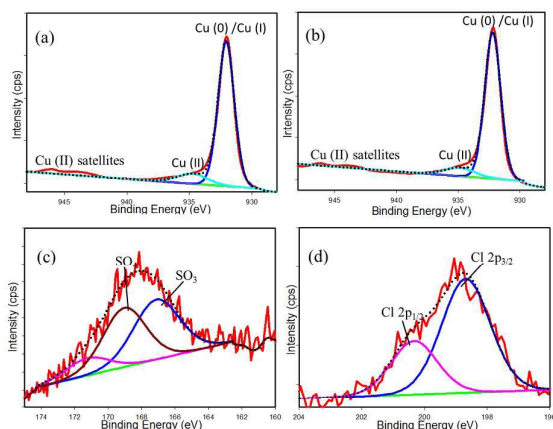 (a)
Cu (0) /Cu (I)
Cu (II)
Cu (II) satellites
Intensity (cps)
945 940 935 930
Binding Energy (eV)
(b)
Cu (0) /Cu (I)
Cu (II)
Cu (II) satellites
Intensity (cps)
945 940 935 930
Binding Energy (eV)
(c)
SO
SO3
Intensity (cps)
174 172 170 168 166 164 162 160
Binding Energy (eV)
(d)
Cl 2p3/2
Cl 2p1/2
Intensity (cps)
204 202 200 198 196
Binding Energy (eV)